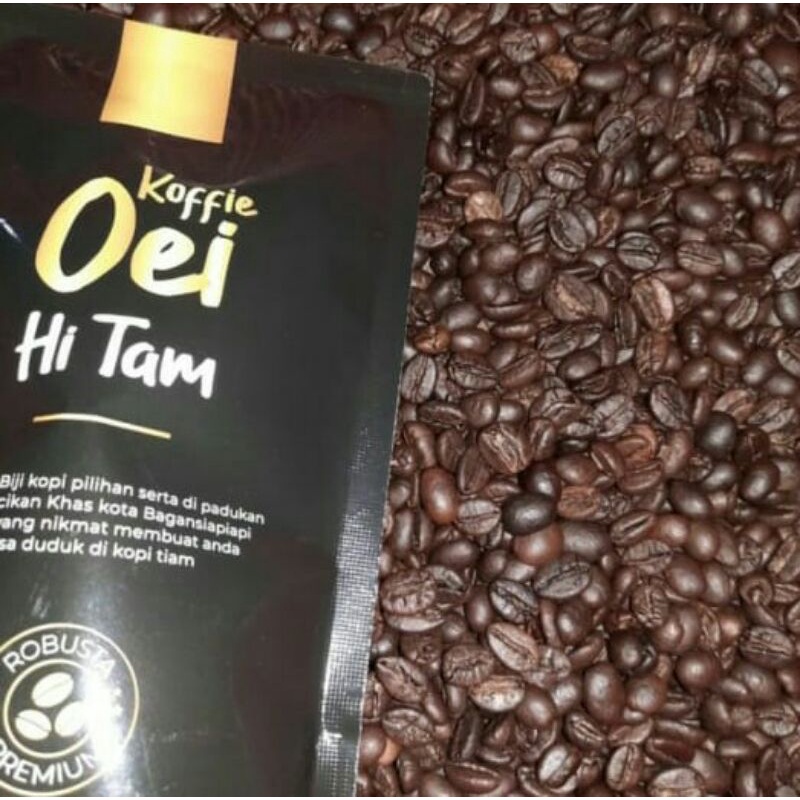 Koffie
Oei
Hi Tam
Biji kopi pilihan serta di padukan
cikan Khas kota Bagansiapiapi
yang nikmat membuat anda
sa duduk di kopi tiam
ROBUSTA
PREMIUM